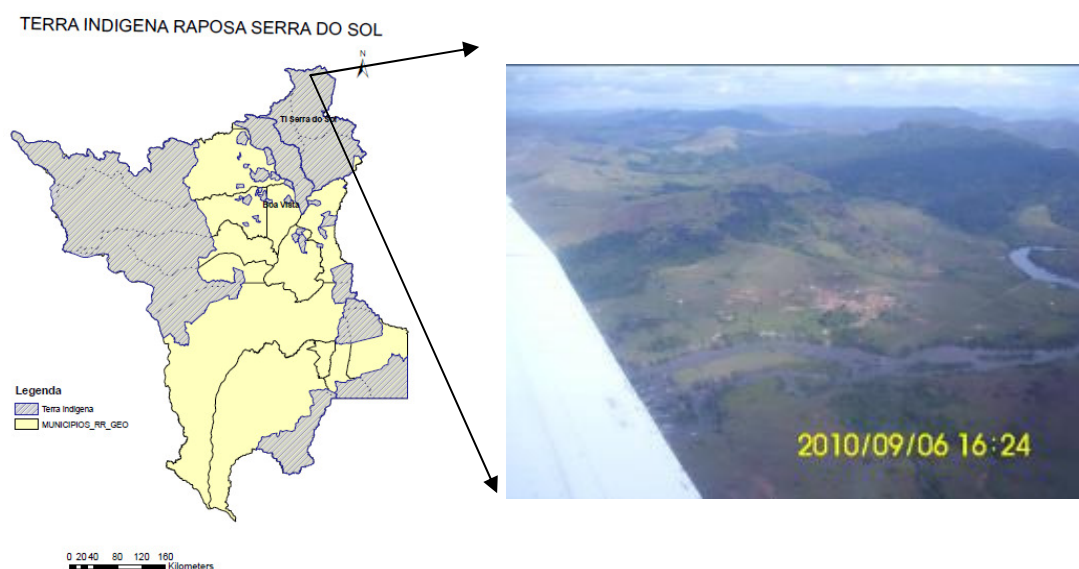 TERRA INDIGENA RAPOSA SERRA DO SOL
N
TI Serra do Sol
Boa Vista
Legenda
Terra Indigena
MUNICIPIOS_RR_GEO
0 20 40 80 120 160
Kilometers
2010/09/06 16:24